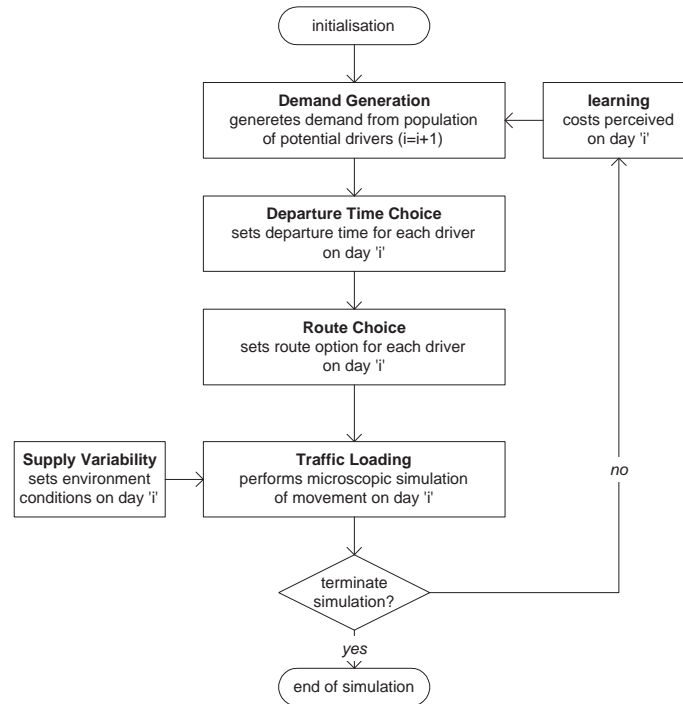 initialisation
Demand Generation
generetes demand from population
of potential drivers (i=i+1)
learning
costs perceived
on day 'i'
Departure Time Choice
sets departure time for each driver
on day 'i'
Route Choice
sets route option for each driver
on day 'i'
Supply Variability
sets environment
conditions on day 'i'
Traffic Loading
performs microscopic simulation
of movement on day 'i'
no
terminate
simulation?
yes
end of simulation